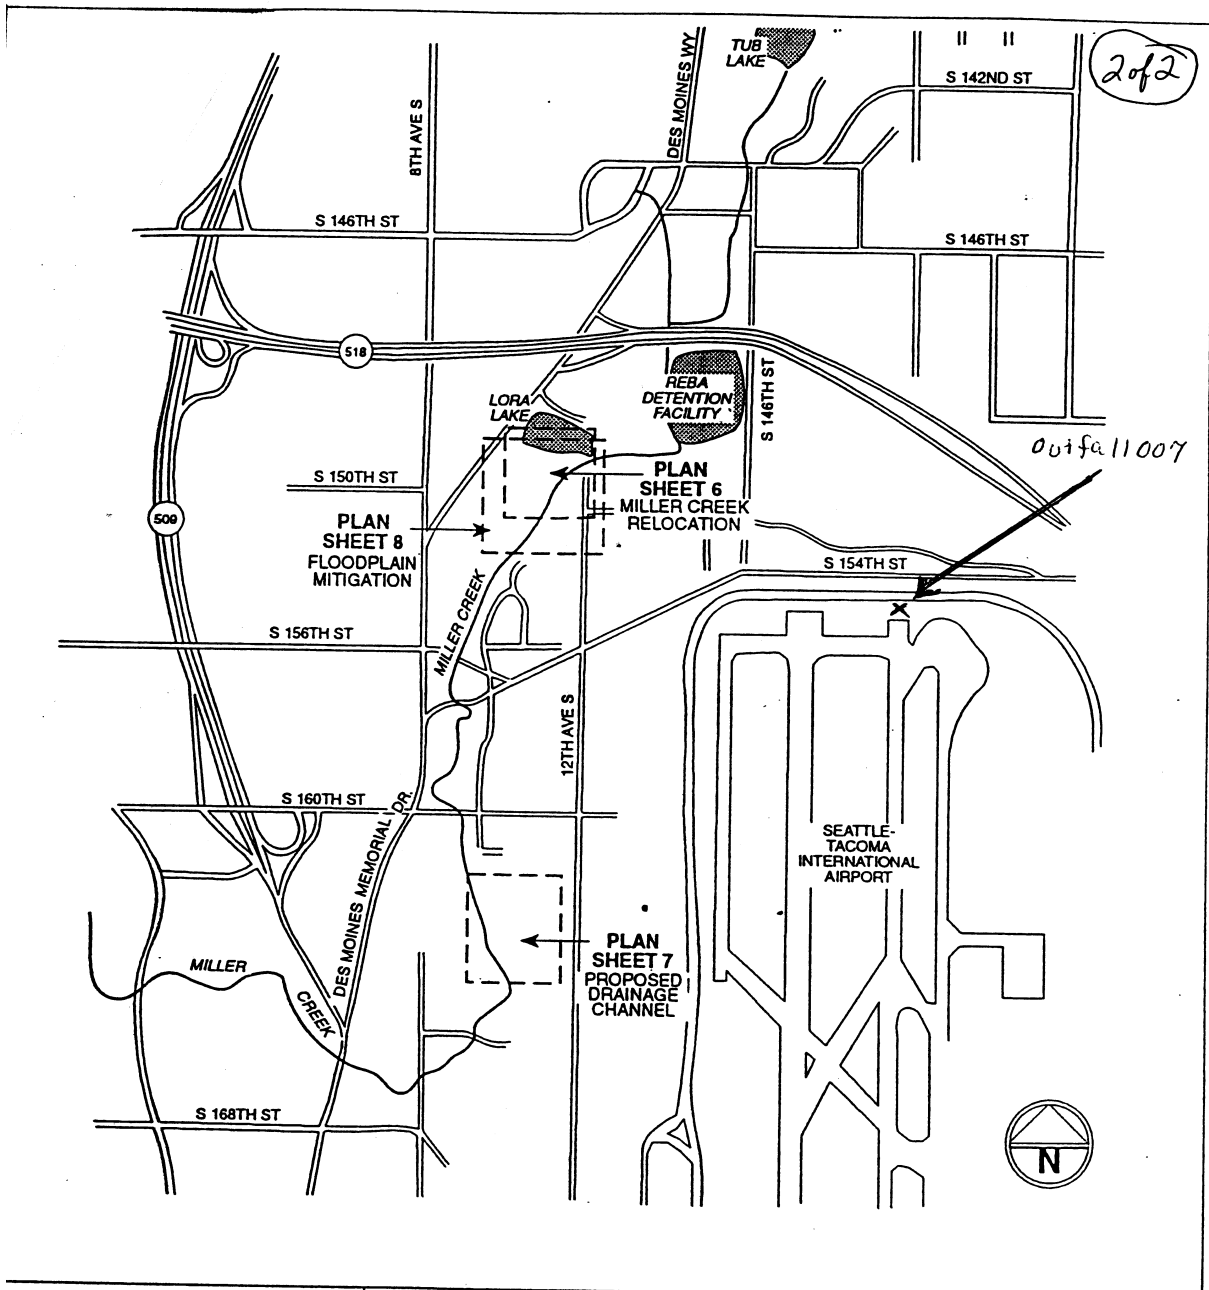 TUB
LAKE
2 of 2
S 142ND ST
DES MOINES WY
8TH AVE S
S 146TH ST
S 146TH ST
518
REBA
DETENTION
FACILITY
S 146TH ST
LORA
LAKE
Outfall 007
S 150TH ST
PLAN
SHEET 6
MILLER CREEK
RELOCATION
509
PLAN
SHEET 8
FLOODPLAIN
MITIGATION
S 154TH ST
X
MILLER CREEK
S 156TH ST
12TH AVE S
S 160TH ST
DES MOINES MEMORIAL DR.
SEATTLE-
TACOMA
INTERNATIONAL
AIRPORT
PLAN
SHEET 7
PROPOSED
DRAINAGE
CHANNEL
MILLER
CREEK
S 168TH ST
N